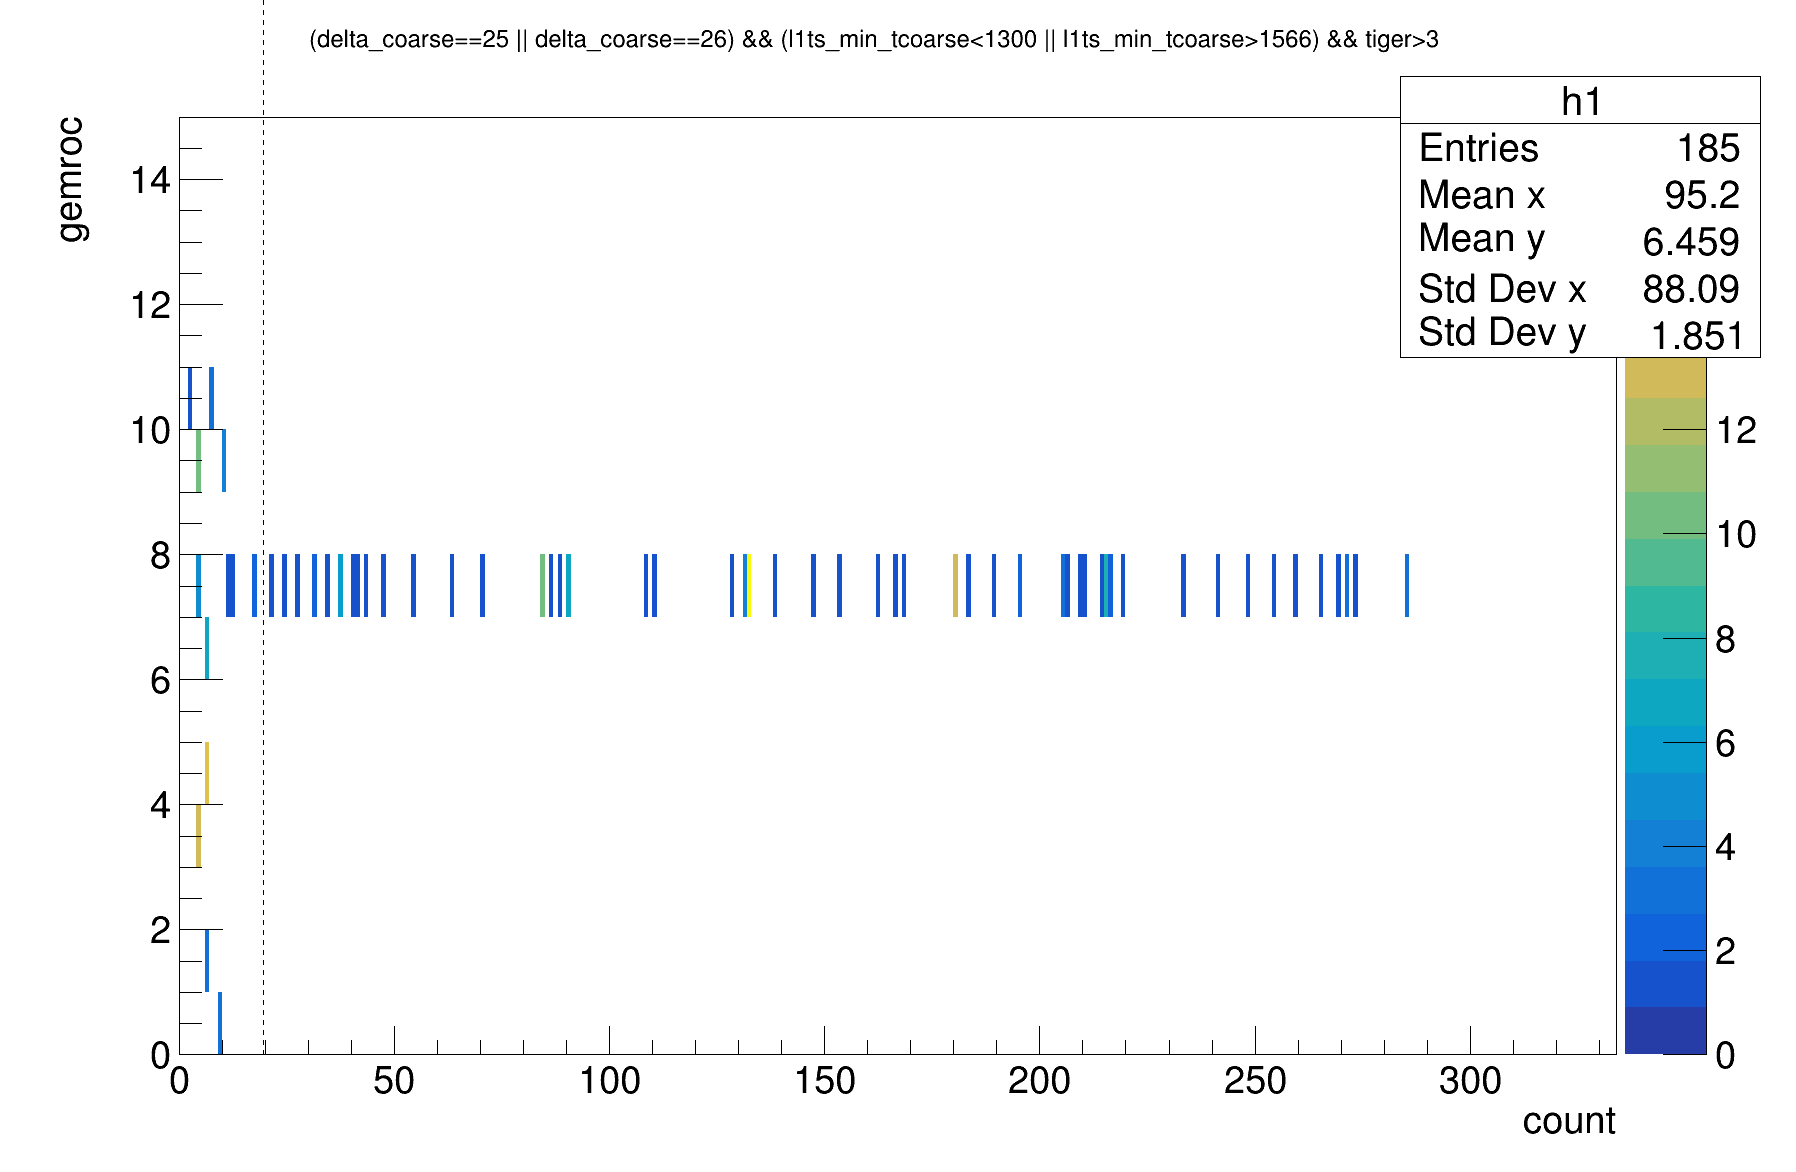 (delta_coarse==25 || delta_coarse==26) && (l1ts_min_tcoarse<1300 || l1ts_min_tcoarse>1566) && tiger>3
h1
Entries 185
Mean x 95.2
Mean y 6.459
Std Dev x 88.09
Std Dev y 1.851
gemroc
14
12
10
8
6
4
2
0
0 50 100 150 200 250 300
count
12
10
8
6
4
2
0